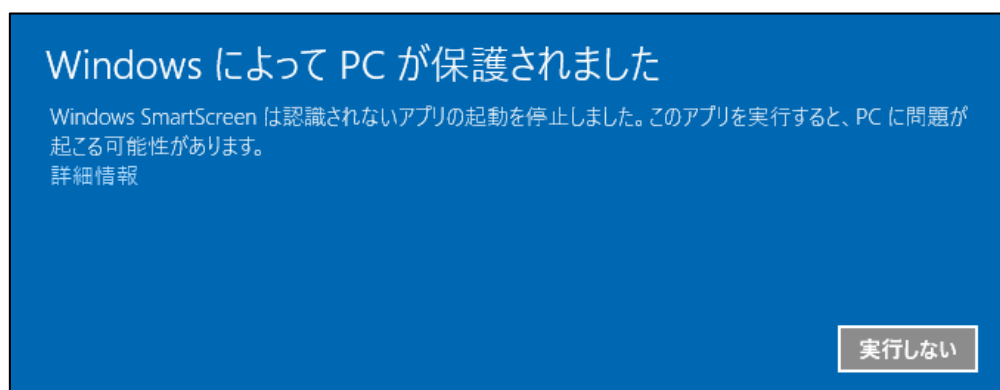 Windows によって PC が保護されました
Windows SmartScreen は認識されないアプリの起動を停止しました。このアプリを実行すると、PC に問題が
起こる可能性があります。
詳細情報
実行しない